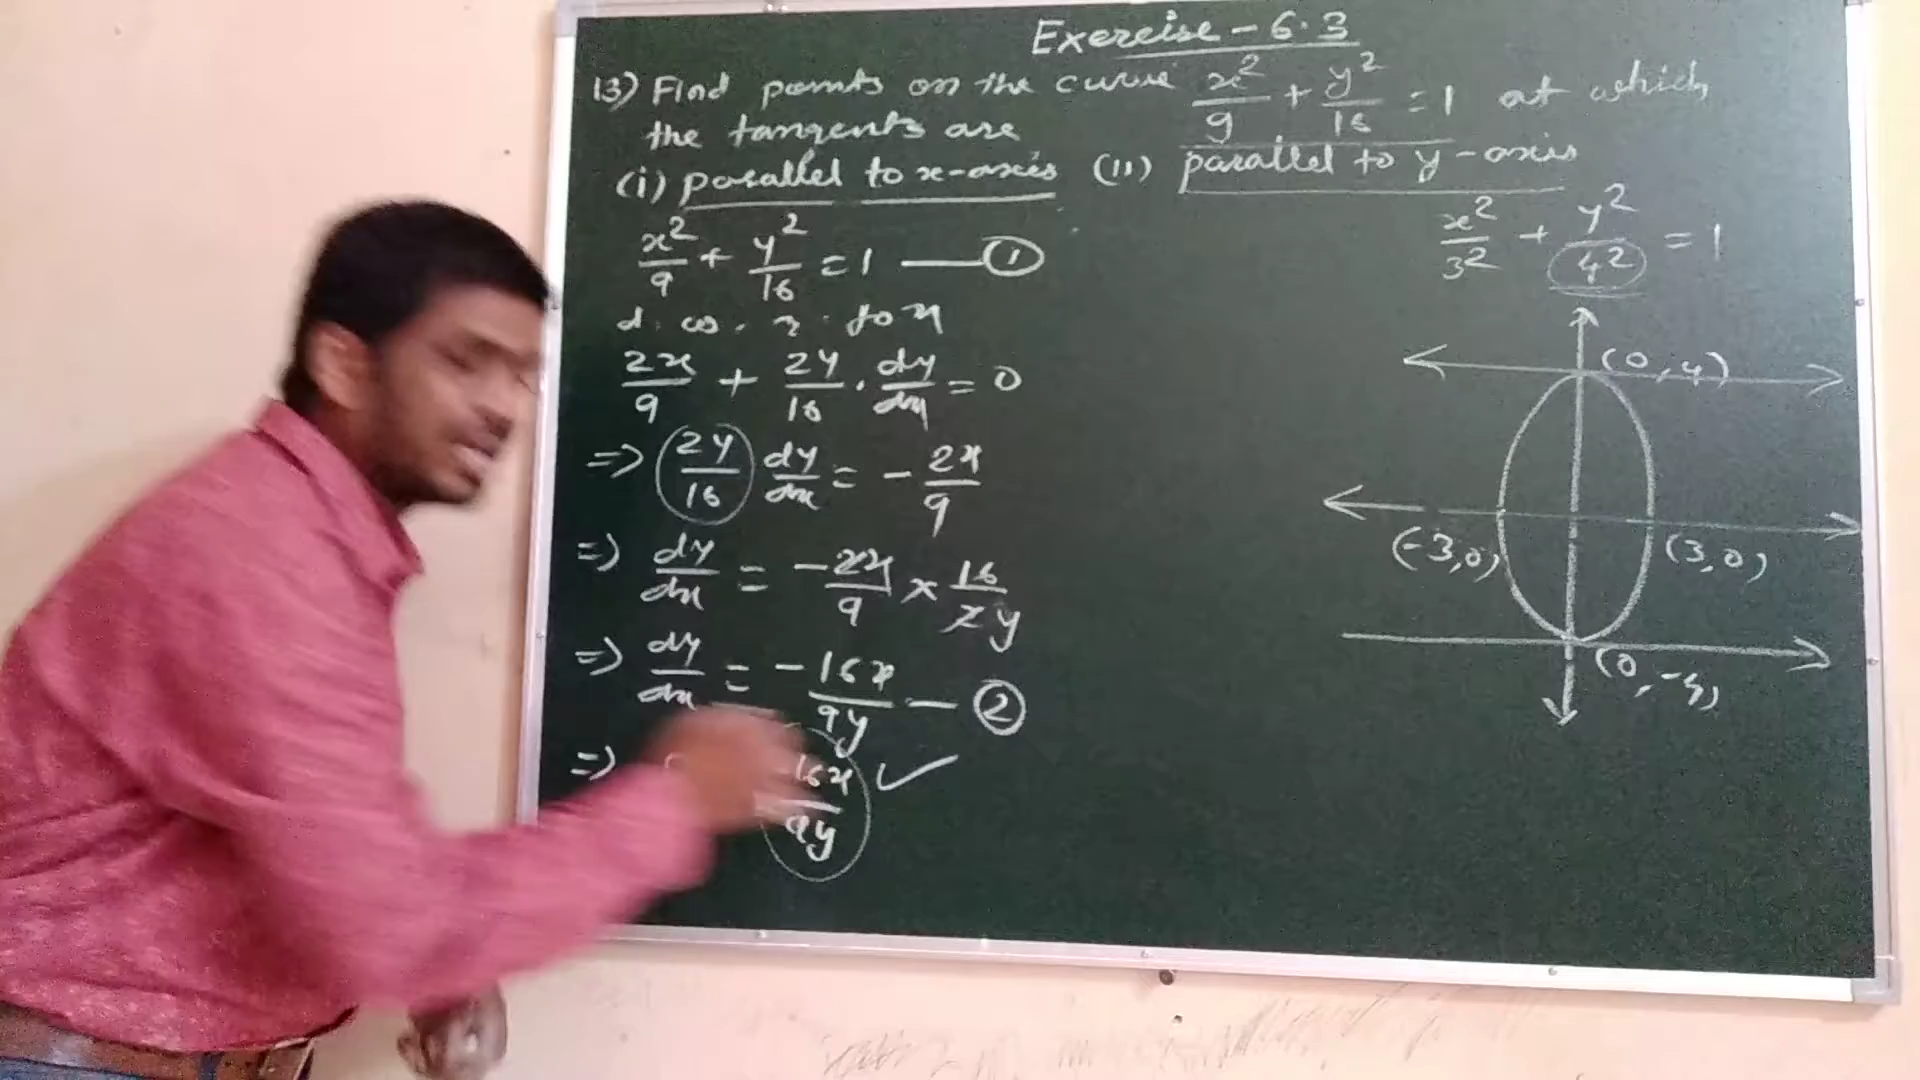 Exercise - 6.3
13) Find points on the curve x²/9 + y²/16 = 1 at which
the tangents are
(i) parallel to x-axis (ii) parallel to y-axis
x²/9 + y²/16 = 1 —— ①
d. w. r. to x
2x/9 + 2y/16 . dy/dx = 0
=> 2y/16 dy/dx = - 2x/9
=> dy/dx = - 2x/9 × 16/2y
=> dy/dx = - 16x/9y — ②
=> - 16x/9y ✓
x²/3² + y²/4² = 1
(0, 4)
(-3, 0)
(3, 0)
(0, -4)